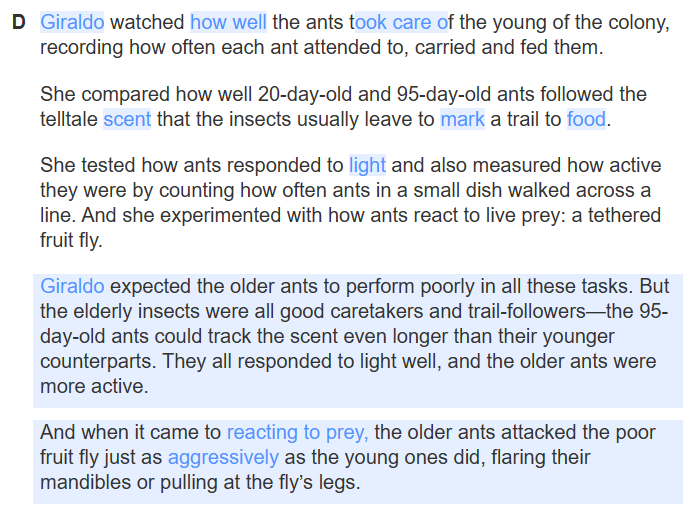 D Giraldo watched how well the ants took care of the young of the colony,
recording how often each ant attended to, carried and fed them.
She compared how well 20-day-old and 95-day-old ants followed the
telltale scent that the insects usually leave to mark a trail to food.
She tested how ants responded to light and also measured how active
they were by counting how often ants in a small dish walked across a
line. And she experimented with how ants react to live prey: a tethered
fruit fly.
Giraldo expected the older ants to perform poorly in all these tasks. But
the elderly insects were all good caretakers and trail-followers—the 95-
day-old ants could track the scent even longer than their younger
counterparts. They all responded to light well, and the older ants were
more active.
And when it came to reacting to prey, the older ants attacked the poor
fruit fly just as aggressively as the young ones did, flaring their
mandibles or pulling at the fly’s legs.